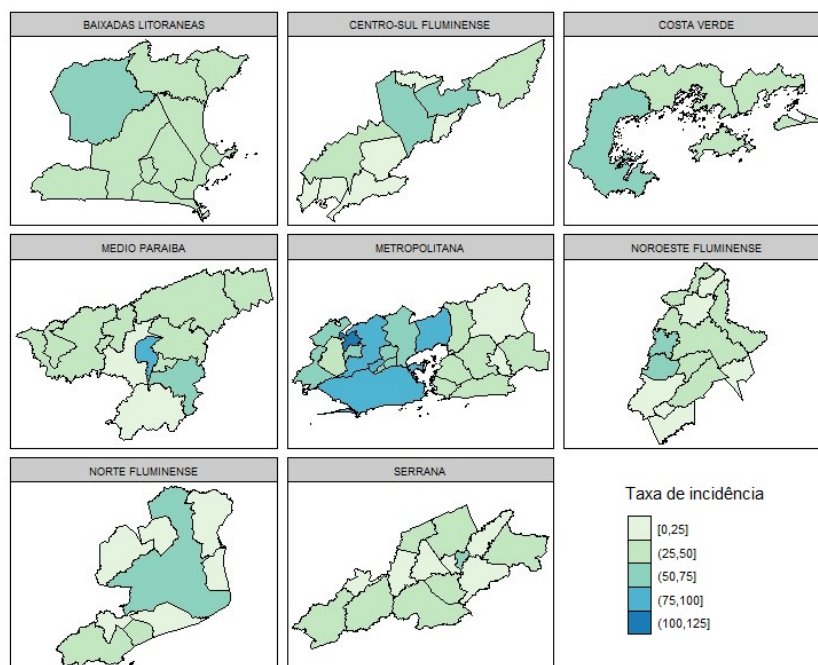 BAIXADAS LITORANEAS
CENTRO-SUL FLUMINENSE
COSTA VERDE
MEDIO PARAIBA
METROPOLITANA
NOROESTE FLUMINENSE
NORTE FLUMINENSE
SERRANA
Taxa de incidência
[0,25]
(25,50]
(50,75]
(75,100]
(100,125]